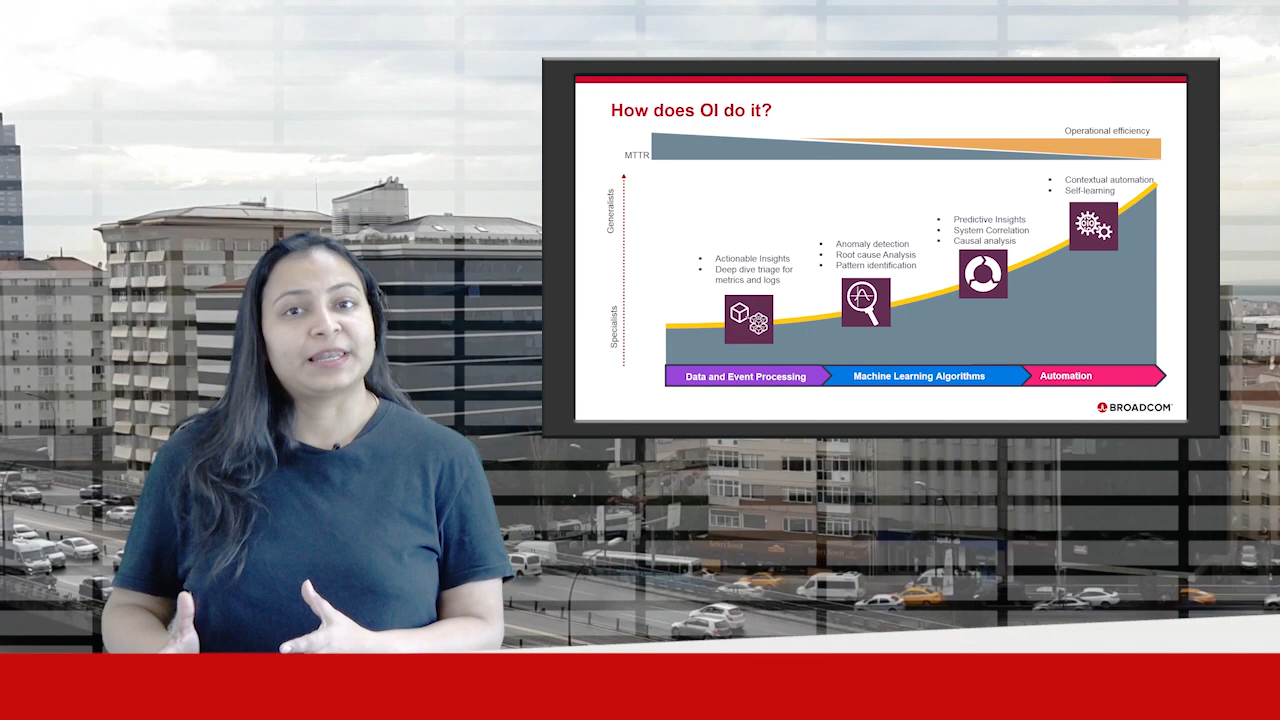 How does OI do it?
Operational efficiency
MTTR
Generalists
Specialists
• Contextual automation
• Self-learning
• Predictive Insights
• System Correlation
• Causal analysis
• Anomaly detection
• Root cause Analysis
• Pattern identification
• Actionable Insights
• Deep dive triage for
metrics and logs
Data and Event Processing
Machine Learning Algorithms
Automation
BROADCOM